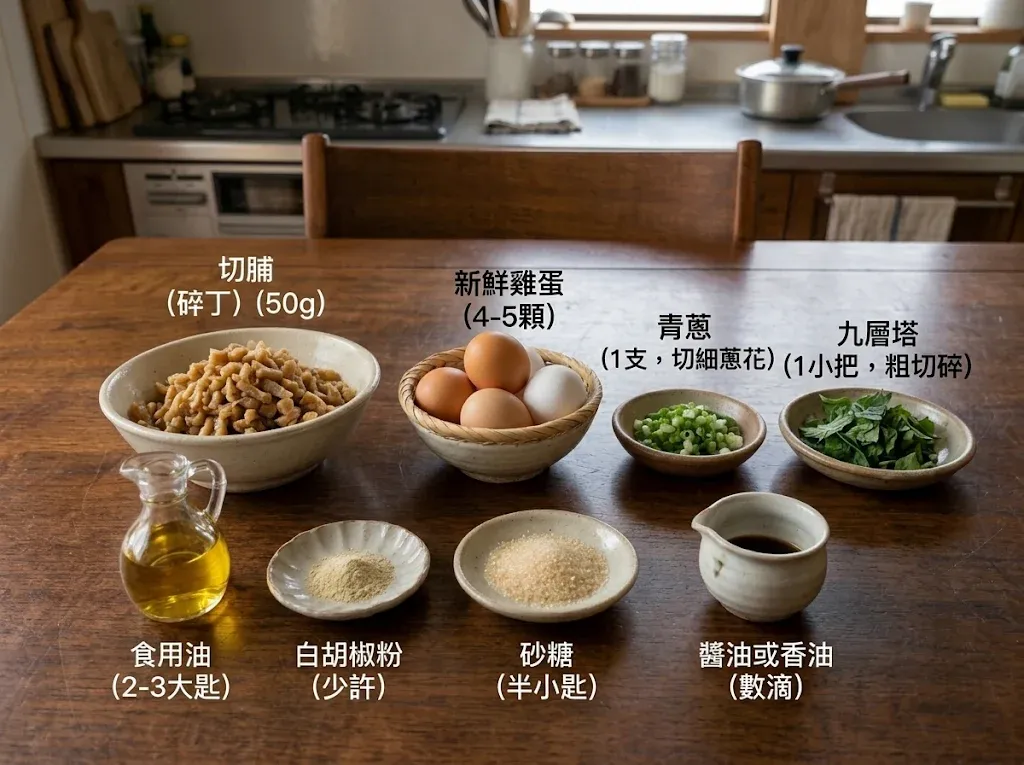 切脯
(碎丁) (50g)
新鮮雞蛋
(4-5顆)
青蔥
(1支，切細蔥花)
九層塔
(1小把，粗切碎)
食用油
(2-3大匙)
白胡椒粉
(少許)
砂糖
(半小匙)
醬油或香油
(數滴)